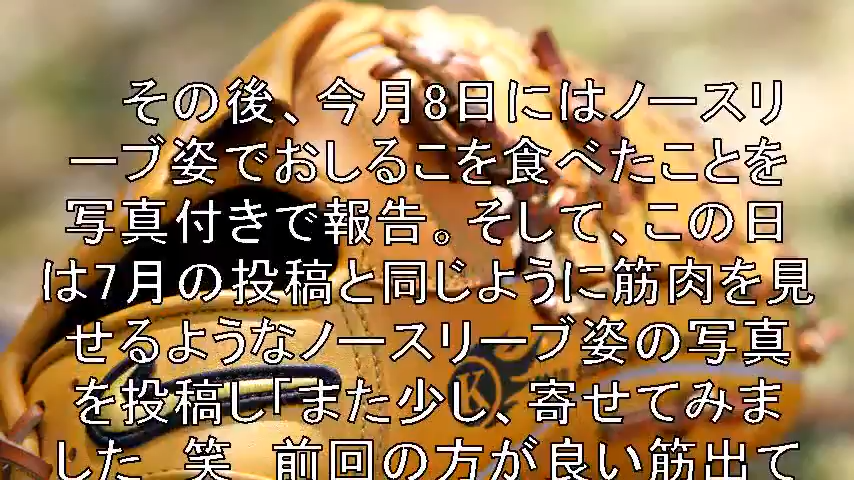 その後、今月8日にはノースリ
ーブ姿でおしるこを食べたことを
写真付きで報告。そして、この日
は7月の投稿と同じように筋肉を見
せるようなノースリーブ姿の写真
を投稿し「また少し、寄せてみま
した　笑　前回の方が良い筋出て
K